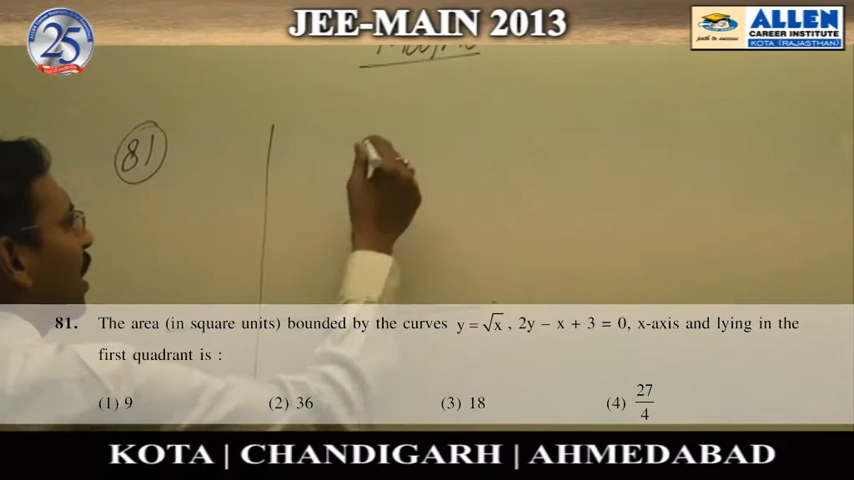 JEE-MAIN 2013
25
path to success
ALLEN
CAREER INSTITUTE
KOTA (RAJASTHAN)
81
81. The area (in square units) bounded by the curves y = √x , 2y − x + 3 = 0, x-axis and lying in the
first quadrant is :
(1) 9 (2) 36 (3) 18 (4) 27/4
KOTA | CHANDIGARH | AHMEDABAD